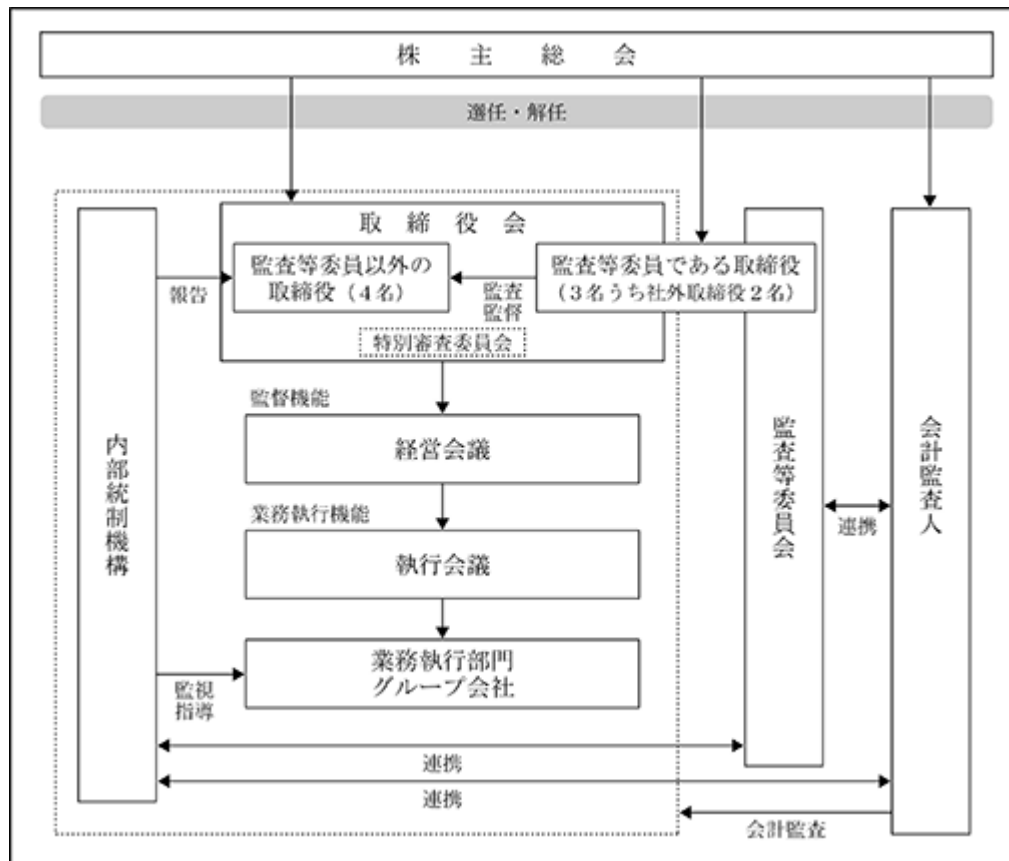 株主総会
選任・解任
取締役会
監査等委員以外の
取締役（4名）
監査等委員である取締役
（3名うち社外取締役2名）
報告
監査
監督
特別審査委員会
監督機能
経営会議
業務執行機能
執行会議
業務執行部門
グループ会社
内部統制機構
監査等委員会
会計監査人
連携
監視
指導
連携
連携
会計監査